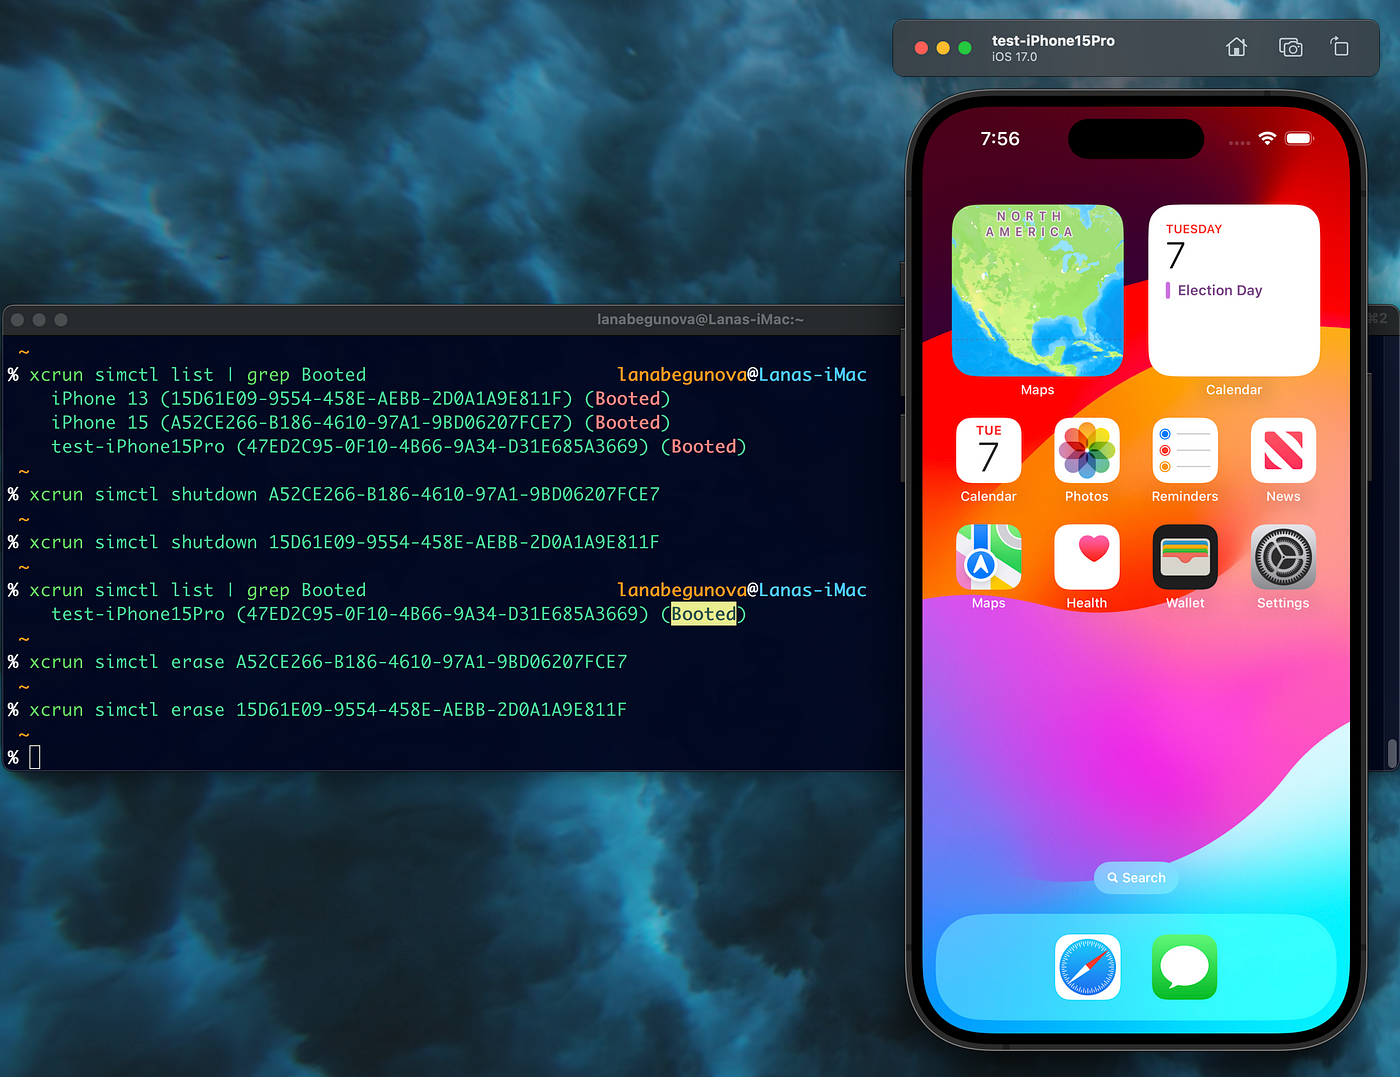 test-iPhone15Pro
iOS 17.0
7:56
NORTH
AMERICA
Maps
TUESDAY
7
Election Day
Calendar
TUE
7
Calendar
Photos
Reminders
News
Maps
Health
Wallet
Settings
Search
lanabegunova@Lanas-iMac:~
⌘2
~
% xcrun simctl list | grep Booted lanabegunova@Lanas-iMac
iPhone 13 (15D61E09-9554-458E-AEBB-2D0A1A9E811F) (Booted)
iPhone 15 (A52CE266-B186-4610-97A1-9BD06207FCE7) (Booted)
test-iPhone15Pro (47ED2C95-0F10-4B66-9A34-D31E685A3669) (Booted)
~
% xcrun simctl shutdown A52CE266-B186-4610-97A1-9BD06207FCE7
~
% xcrun simctl shutdown 15D61E09-9554-458E-AEBB-2D0A1A9E811F
~
% xcrun simctl list | grep Booted lanabegunova@Lanas-iMac
test-iPhone15Pro (47ED2C95-0F10-4B66-9A34-D31E685A3669) (Booted)
~
% xcrun simctl erase A52CE266-B186-4610-97A1-9BD06207FCE7
~
% xcrun simctl erase 15D61E09-9554-458E-AEBB-2D0A1A9E811F
~
%